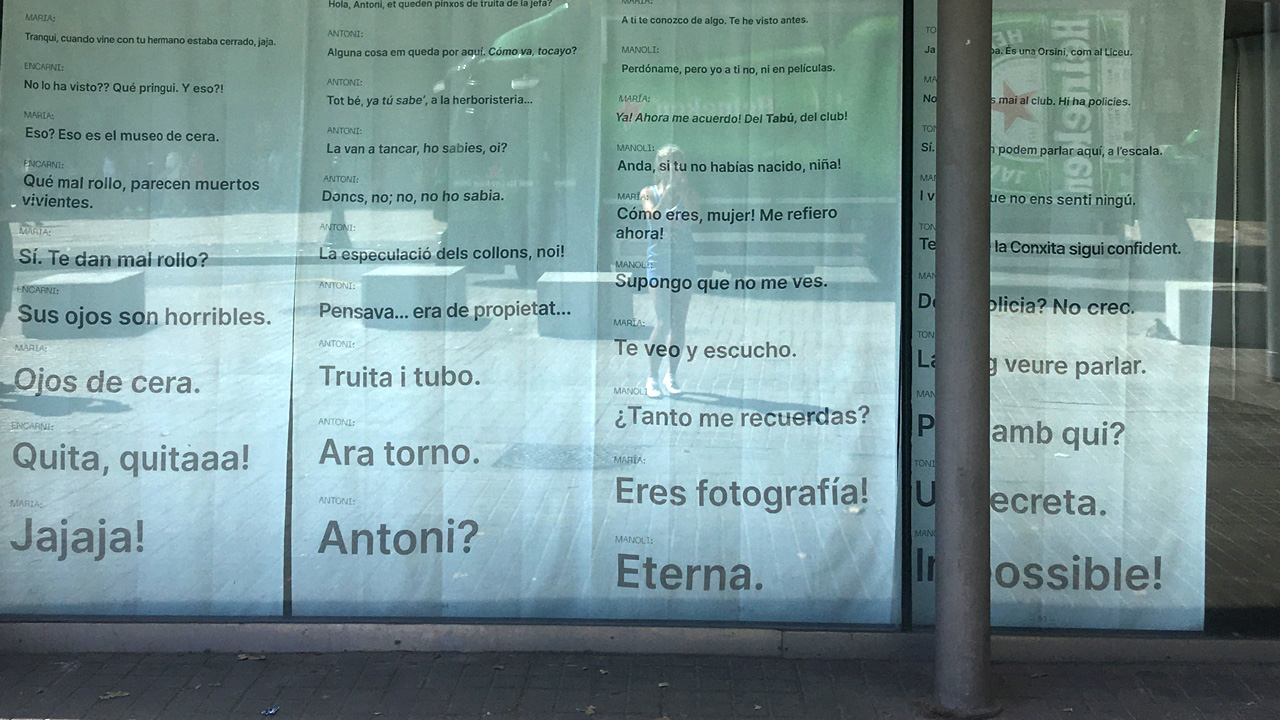 MARIA:
Tranqui, cuando vine con tu hermano estaba cerrado, jaja.
ENCARNI:
No lo ha visto?? Qué pringui. Y eso?!
MARIA:
Eso? Eso es el museo de cera.
ENCARNI:
Qué mal rollo, parecen muertos
vivientes.
MARIA:
Sí. Te dan mal rollo?
ENCARNI:
Sus ojos son horribles.
MARIA:
Ojos de cera.
ENCARNI:
Quita, quitaaa!
MARIA:
Jajaja!
Hola, Antoni, et queden pinxos de truita de la jefa?
ANTONI:
Alguna cosa em queda por aquí. Cómo va, tocayo?
ANTONI:
Tot bé, ya tú sabe', a la herboristeria...
ANTONI:
La van a tancar, ho sabies, oi?
ANTONI:
Doncs, no; no, no ho sabia.
ANTONI:
La especulació dels collons, noi!
ANTONI:
Pensava... era de propietat...
ANTONI:
Truita i tubo.
ANTONI:
Ara torno.
ANTONI:
Antoni?
A ti te conozco de algo. Te he visto antes.
MANOLI:
Perdóname, pero yo a ti no, ni en películas.
MARÍA:
Ya! Ahora me acuerdo! Del Tabú, del club!
MANOLI:
Anda, si tu no habías nacido, niña!
MARÍA:
Cómo eres, mujer! Me refiero
ahora!
MANOLI:
Supongo que no me ves.
MARÍA:
Te veo y escucho.
MANOLI:
¿Tanto me recuerdas?
MARÍA:
Eres fotografía!
MANOLI:
Eterna.
És una Orsini, com al Liceu.
mai al club. Hi ha policies.
Sí. podem parlar aquí, a l'escala.
I no ens senti ningú.
la Conxita sigui confident.
No crec.
veure parlar.
amb qui?